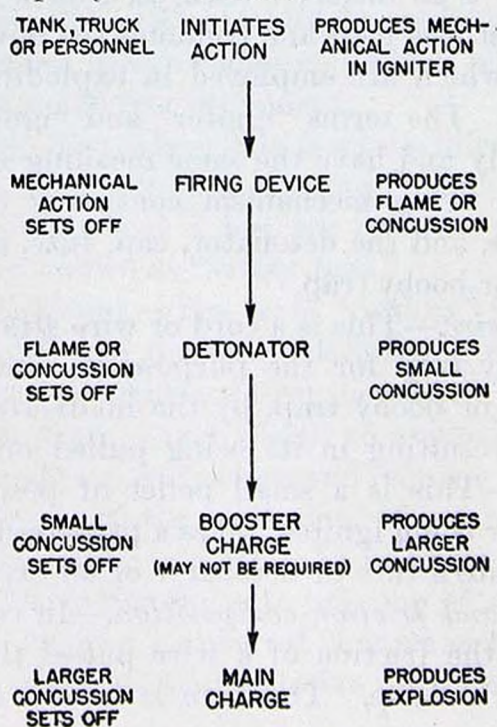 TANK, TRUCK
OR PERSONNEL
INITIATES
ACTION
PRODUCES MECH-
ANICAL ACTION
IN IGNITER
MECHANICAL
ACTION
SETS OFF
FIRING DEVICE
PRODUCES
FLAME OR
CONCUSSION
FLAME OR
CONCUSSION
SETS OFF
DETONATOR
PRODUCES
SMALL
CONCUSSION
SMALL
CONCUSSION
SETS OFF
BOOSTER
CHARGE
(MAY NOT BE REQUIRED)
PRODUCES
LARGER
CONCUSSION
LARGER
CONCUSSION
SETS OFF
MAIN
CHARGE
PRODUCES
EXPLOSION